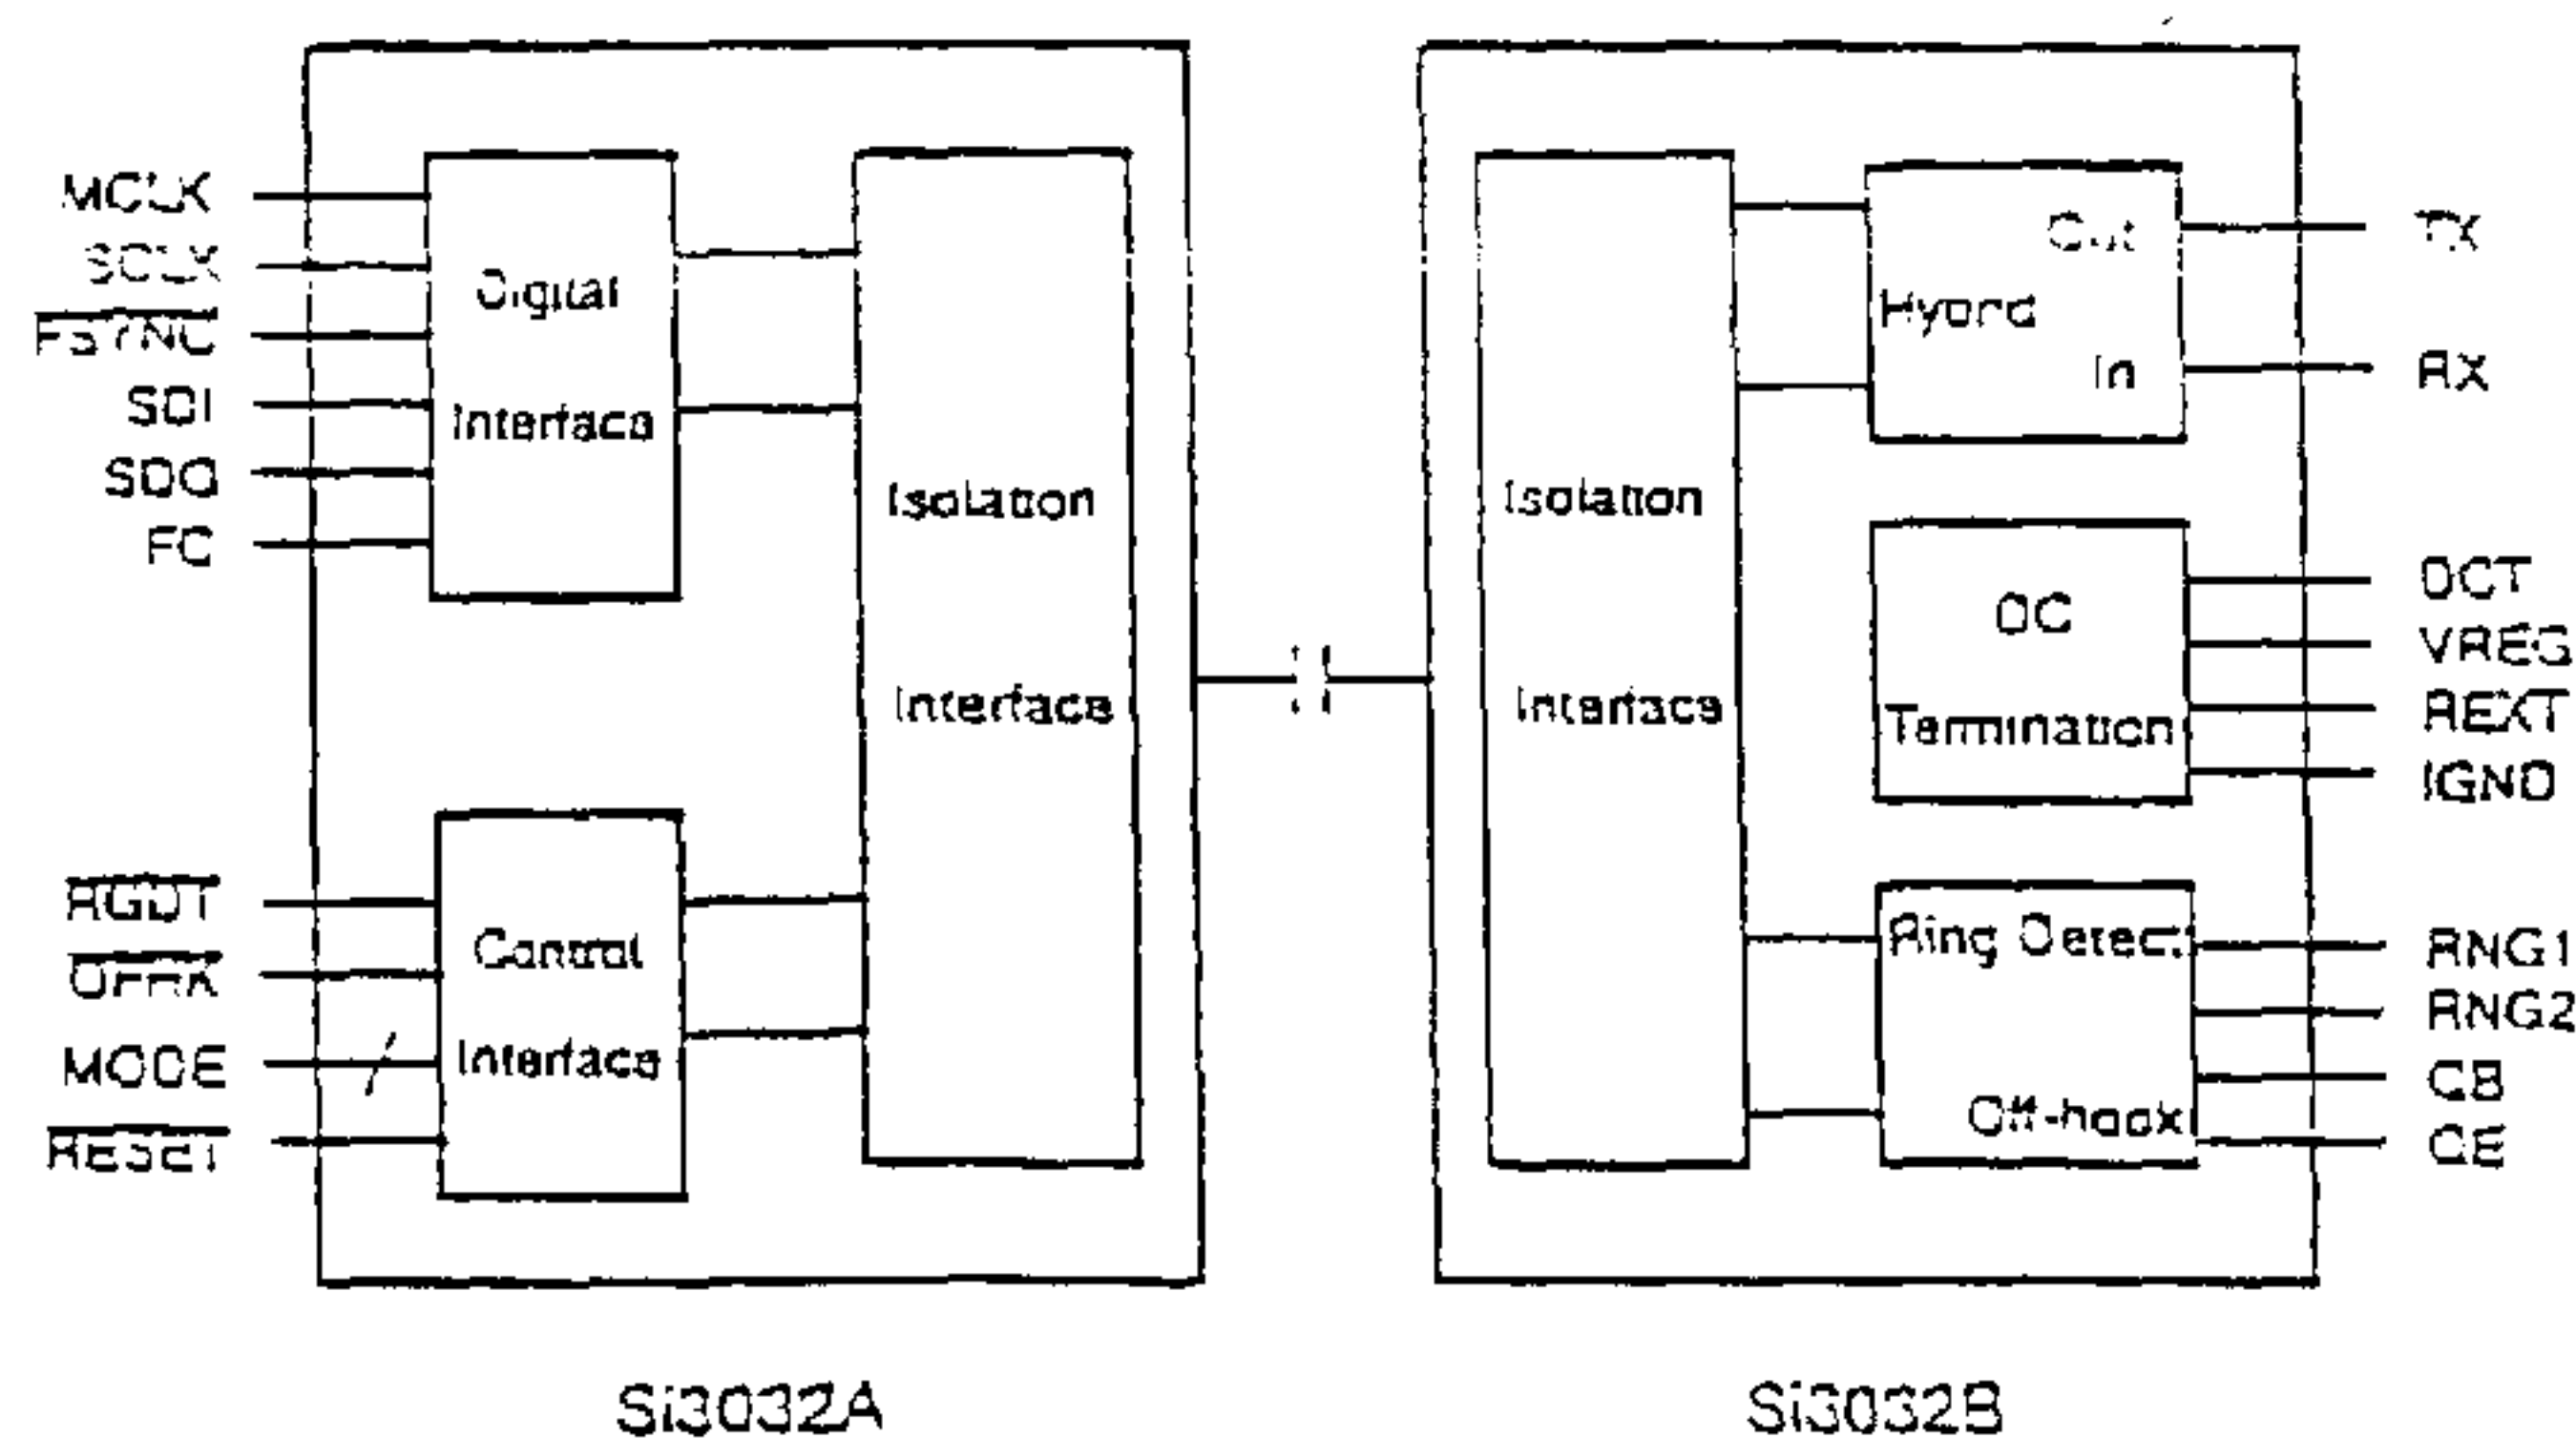 MCLK
SCLK
FSYNC
SDI
SDO
FC
Digital
Interface
Isolation
Interface
RGDT
OFHK
MODE
RESET
Control
Interface
Si3032A
Isolation
Interface
Out
Hybrid
In
TX
RX
DC
Termination
DCT
VREG
REXT
IGND
Ring Detect
Off-hook
RNG1
RNG2
QB
QE
Si3032B